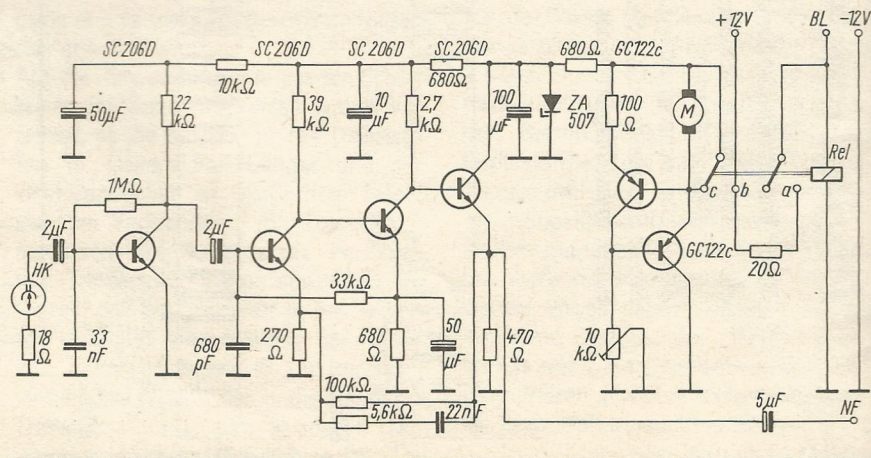 +12V
BL
-12V
SC206D
SC206D
SC206D
SC206D
680Ω
GC122c
10kΩ
680Ω
50μF
22
kΩ
39
kΩ
10
μF
2,7
kΩ
100
μF
ZA
507
100
Ω
M
Rel
1MΩ
c
b
a
2μF
2μF
HK
GC122c
20Ω
33kΩ
18
Ω
33
nF
680
pF
270
Ω
680
Ω
50
μF
470
Ω
10
kΩ
100kΩ
5,6kΩ
22nF
5μF
NF